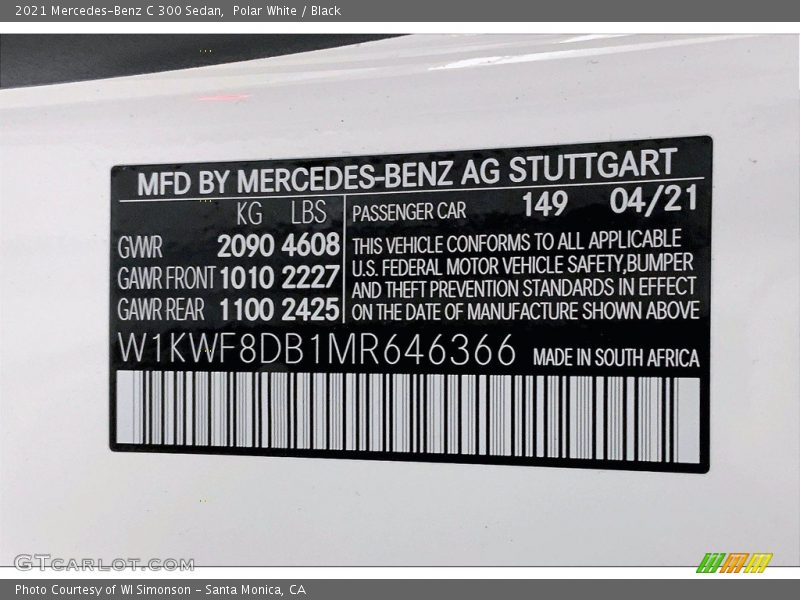 2021 Mercedes-Benz C 300 Sedan, Polar White / Black
MFD BY MERCEDES-BENZ AG STUTTGART
KG LBS
GVWR 2090 4608
GAWR FRONT 1010 2227
GAWR REAR 1100 2425
PASSENGER CAR 149 04/21
THIS VEHICLE CONFORMS TO ALL APPLICABLE
U.S. FEDERAL MOTOR VEHICLE SAFETY,BUMPER
AND THEFT PREVENTION STANDARDS IN EFFECT
ON THE DATE OF MANUFACTURE SHOWN ABOVE
W1KWF8DB1MR646366 MADE IN SOUTH AFRICA
GTCARLOT.COM
Photo Courtesy of WI Simonson - Santa Monica, CA